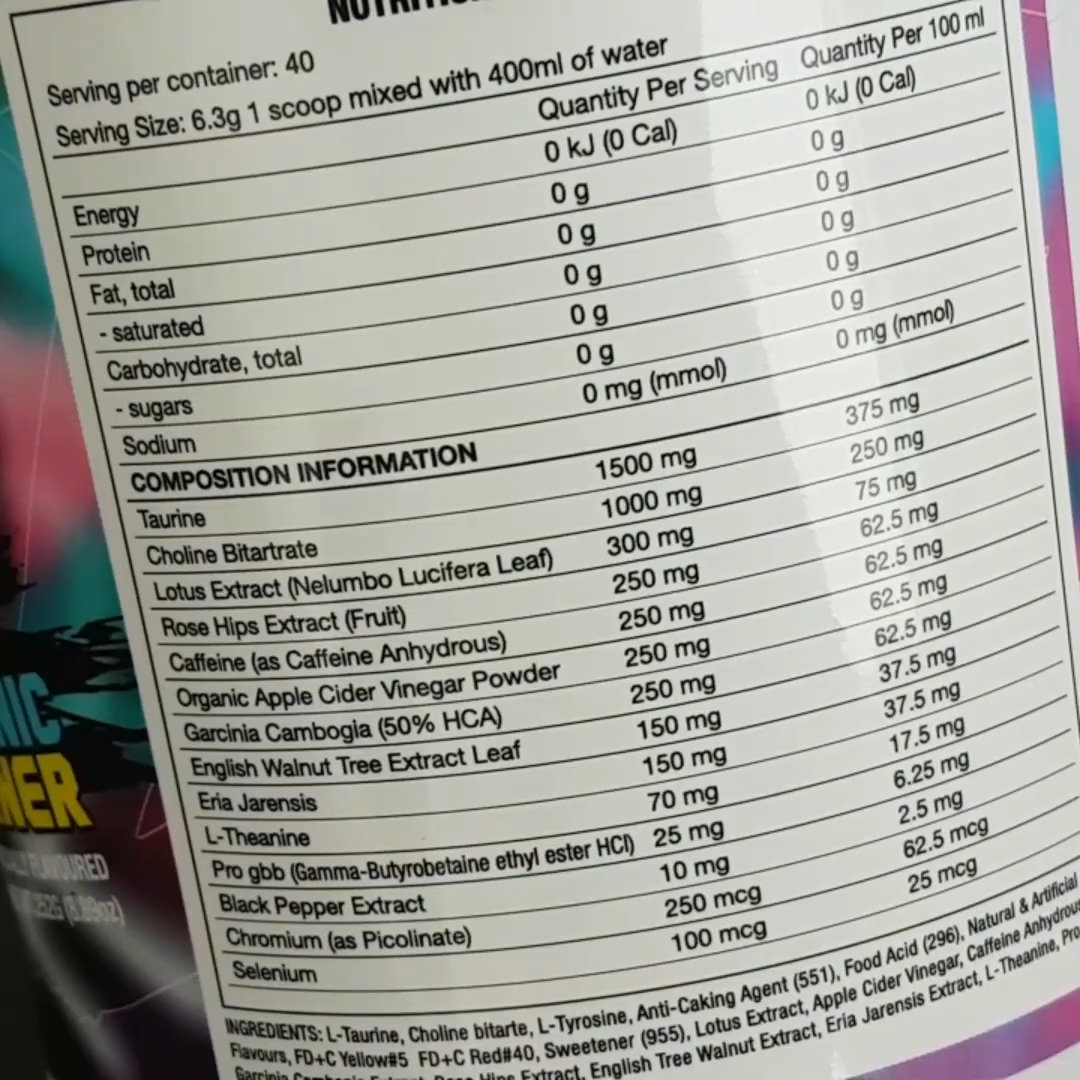 Serving per container: 40
Serving Size: 6.3g 1 scoop mixed with 400ml of water
Quantity Per Serving Quantity Per 100 ml
Energy 0 kJ (0 Cal) 0 kJ (0 Cal)
Protein 0 g 0 g
Fat, total 0 g 0 g
- saturated 0 g 0 g
Carbohydrate, total 0 g 0 g
- sugars 0 g 0 g
Sodium 0 mg (mmol) 0 mg (mmol)
COMPOSITION INFORMATION
Taurine 1500 mg 375 mg
Choline Bitartrate 1000 mg 250 mg
Lotus Extract (Nelumbo Lucifera Leaf) 300 mg 75 mg
Rose Hips Extract (Fruit) 250 mg 62.5 mg
Caffeine (as Caffeine Anhydrous) 250 mg 62.5 mg
Organic Apple Cider Vinegar Powder 250 mg 62.5 mg
Garcinia Cambogia (50% HCA) 250 mg 62.5 mg
English Walnut Tree Extract Leaf 150 mg 37.5 mg
Eria Jarensis 150 mg 37.5 mg
L-Theanine 70 mg 17.5 mg
Pro gbb (Gamma-Butyrobetaine ethyl ester HCl) 25 mg 6.25 mg
Black Pepper Extract 10 mg 2.5 mg
Chromium (as Picolinate) 250 mcg 62.5 mcg
Selenium 100 mcg 25 mcg
INGREDIENTS: L-Taurine, Choline bitarte, L-Tyrosine, Anti-Caking Agent (551), Food Acid (296), Natural & Artificial
Flavours, FD+C Yellow#5 FD+C Red#40, Sweetener (955), Lotus Extract, Apple Cider Vinegar, Caffeine Anhydrous
Extract, English Tree Walnut Extract, Eria Jarensis Extract, L-Theanine, Pro
NIC
NER
FLAVOURED
(8.89oz)